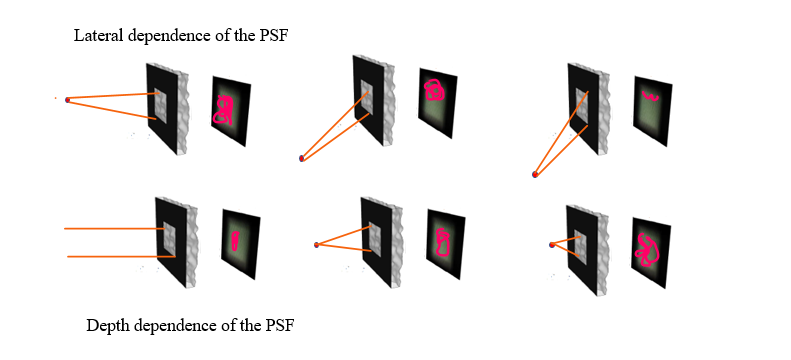 Lateral dependence of the PSF
Depth dependence of the PSF